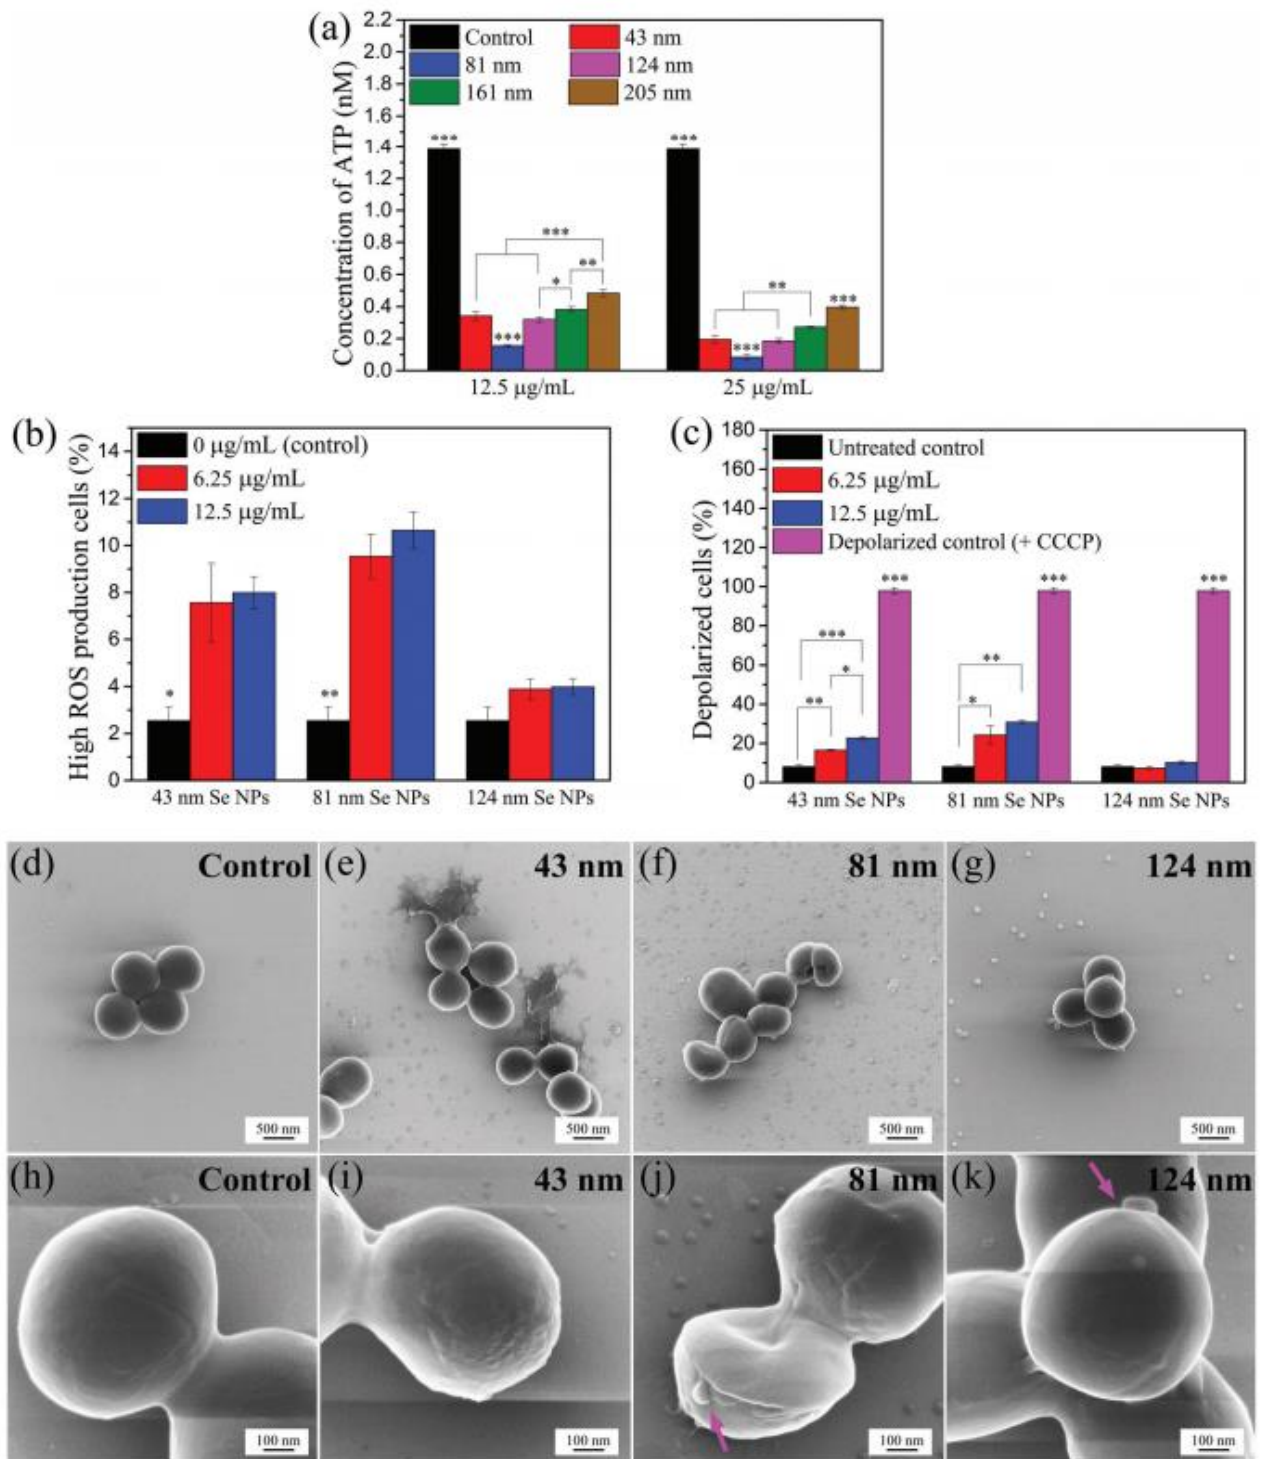 (a)
2.2
2.0
1.8
1.6
1.4
1.2
1.0
0.8
0.6
0.4
0.2
0.0
Concentration of ATP (nM)
Control 43 nm
81 nm 124 nm
161 nm 205 nm
*** ***
***
* **
***
**
***
***
12.5 μg/mL 25 μg/mL
(b)
14
12
10
8
6
4
2
0
High ROS production cells (%)
0 μg/mL (control)
6.25 μg/mL
12.5 μg/mL
* **
43 nm Se NPs 81 nm Se NPs 124 nm Se NPs
(c)
180
160
140
120
100
80
60
40
20
0
Depolarized cells (%)
Untreated control
6.25 μg/mL
12.5 μg/mL
Depolarized control (+ CCCP)
*** *** ***
***
* **
**
*
43 nm Se NPs 81 nm Se NPs 124 nm Se NPs
(d) Control
500 nm
(e) 43 nm
500 nm
(f) 81 nm
500 nm
(g) 124 nm
500 nm
(h) Control
100 nm
(i) 43 nm
100 nm
(j) 81 nm
100 nm
(k) 124 nm
100 nm